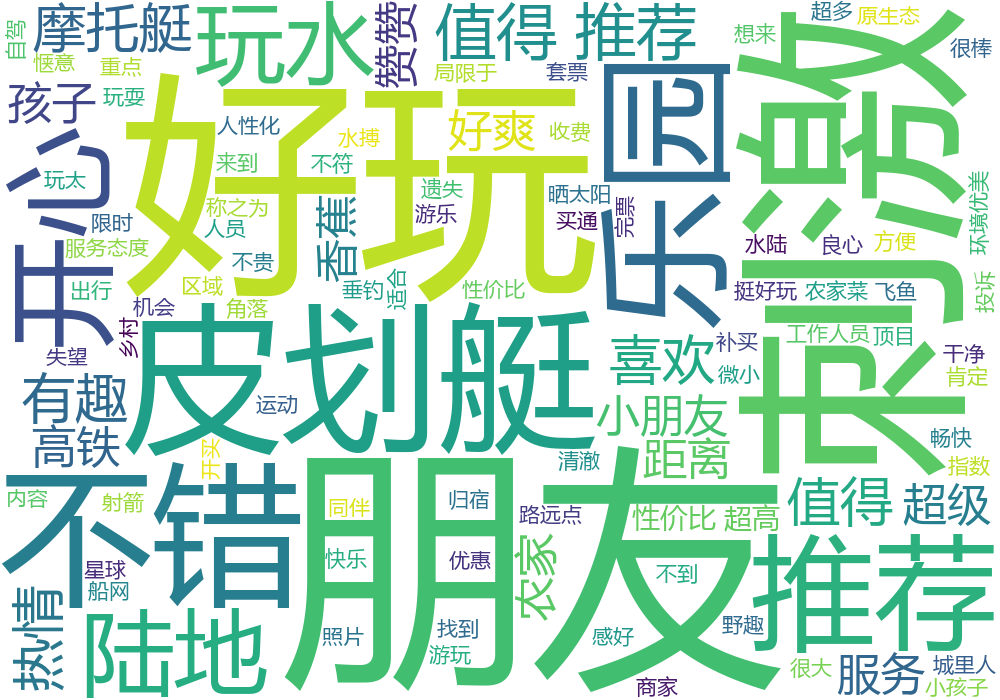 自驾
摩托艇
玩水
赞赞
值得 推荐
想来
超多
原生态
很棒
惬意
重点
局限于
套票
孩子
玩耍
好玩
刺激
人性化
水搏
好爽
收费
乐园
开心
玩太
来到
不符
遗失
晒太阳
称之为
香蕉
游乐
买通
完票
环境优美
限时
人员
服务态度
不贵
水陆
良心
方便
出行
区域
垂钓
适合
性价比
挺好玩
农家菜
飞鱼
投诉
机会
角落
乡村
皮划艇
工作人员
顶目
失望
喜欢
补买
干净
微小
肯定
有趣
运动
小朋友
高铁
开买
距离
畅快
清澈
指数
不错
朋友
内容
射箭
同伴
归宿
路远点
性价比
超高
值得
超级
推荐
星球
船网
快乐
优惠
农家
不到
热情
陆地
照片
找到
游玩
感好
野趣
商家
很大
服务
城里人
小孩子